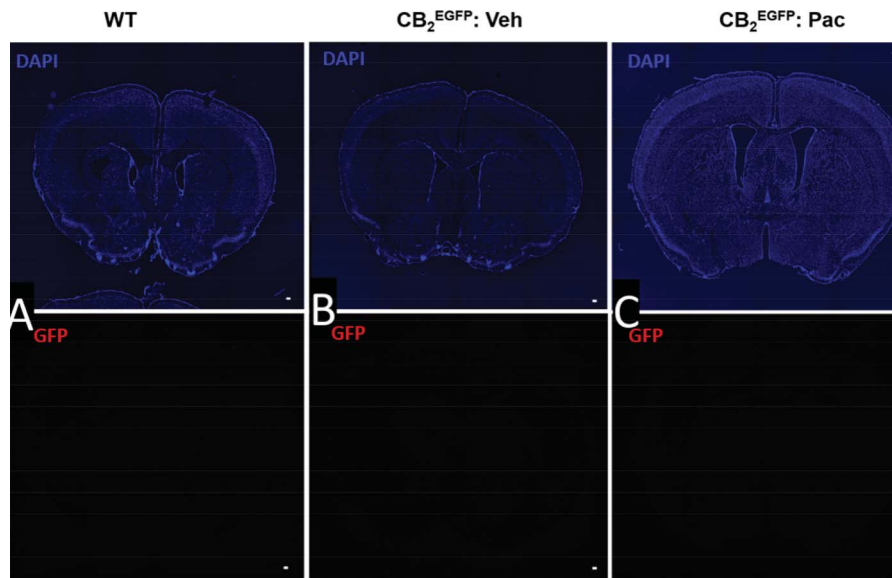 WT
CB₂ᴱᴳᶠᴾ: Veh
CB₂ᴱᴳᶠᴾ: Pac
DAPI
DAPI
DAPI
A
B
C
GFP
GFP
GFP